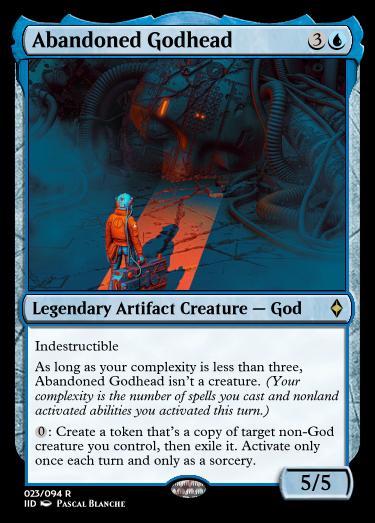 Abandoned Godhead 3
Legendary Artifact Creature — God
Indestructible
As long as your complexity is less than three,
Abandoned Godhead isn't a creature. (Your
complexity is the number of spells you cast and nonland
activated abilities you activated this turn.)
0: Create a token that's a copy of target non-God
creature you control, then exile it. Activate only
once each turn and only as a sorcery.
5/5
023/094 R
IID PASCAL BLANCHE